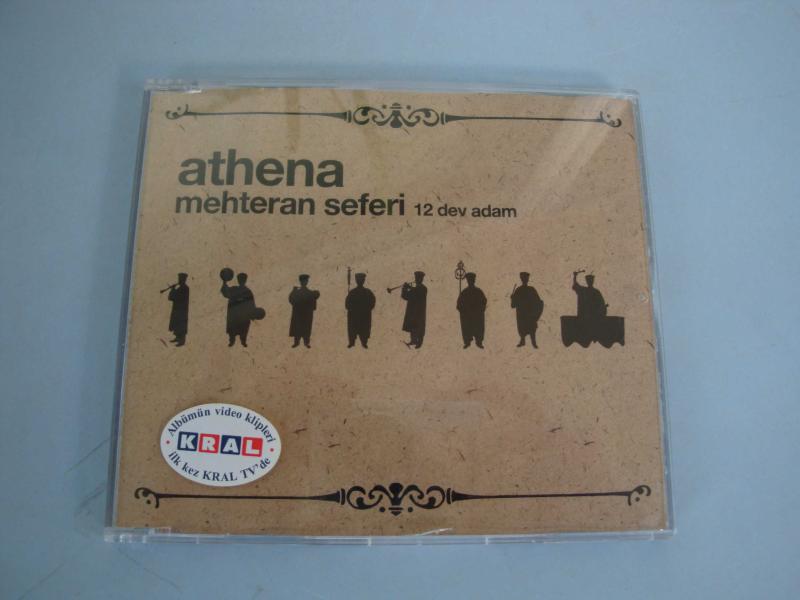 athena
mehteran seferi 12 dev adam
Albümün video klipleri
KRAL
ilk kez KRAL TV'de